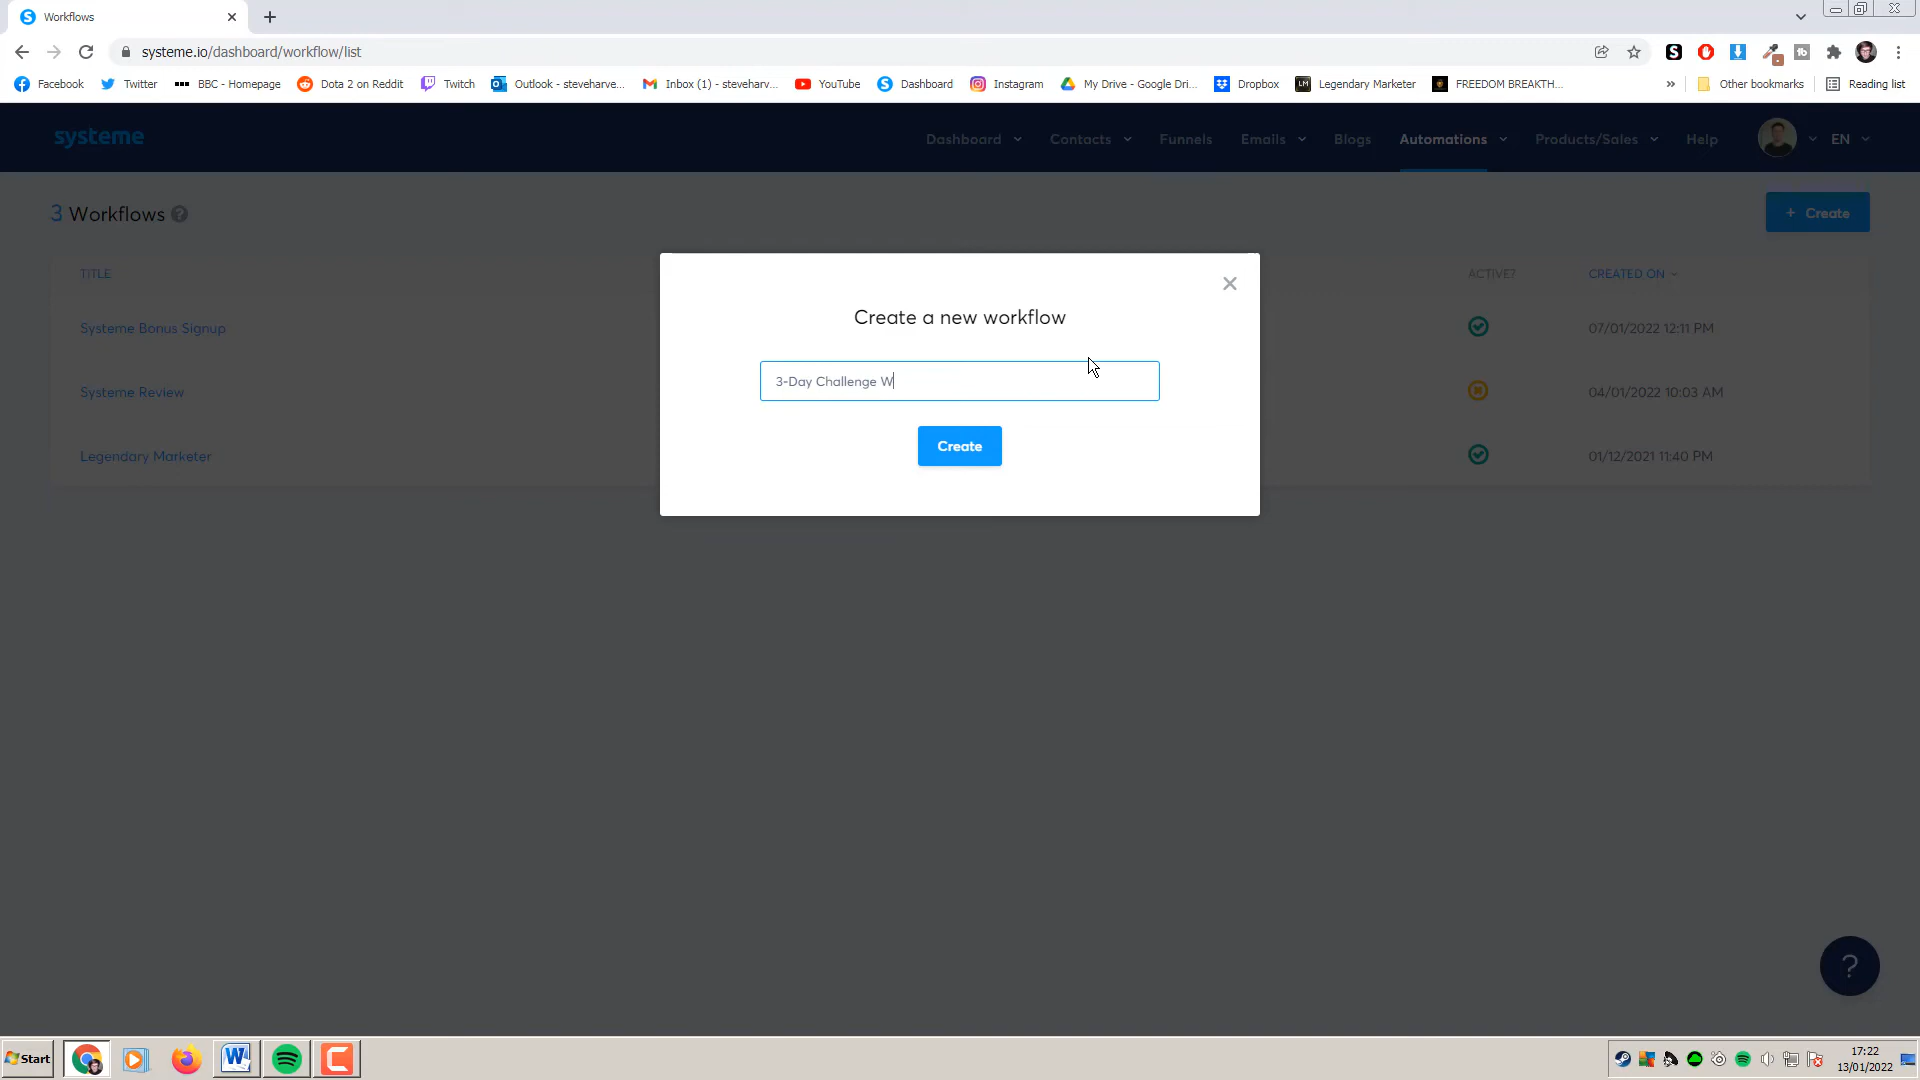 Workflows
systeme.io/dashboard/workflow/list
Facebook Twitter BBC - Homepage Dota 2 on Reddit Twitch Outlook - steveharve... Inbox (1) - steveharv... YouTube Dashboard Instagram My Drive - Google Dri... Dropbox Legendary Marketer FREEDOM BREAKTH... » Other bookmarks Reading list
systeme Dashboard Contacts Funnels Emails Blogs Automations Products/Sales Help EN
3 Workflows ? + Create
TITLE ACTIVE? CREATED ON
Systeme Bonus Signup 07/01/2022 12:11 PM
Systeme Review 04/01/2022 10:03 AM
Legendary Marketer 01/12/2021 11:40 PM
Create a new workflow
3-Day Challenge W
Create
?
Start 17:22
13/01/2022